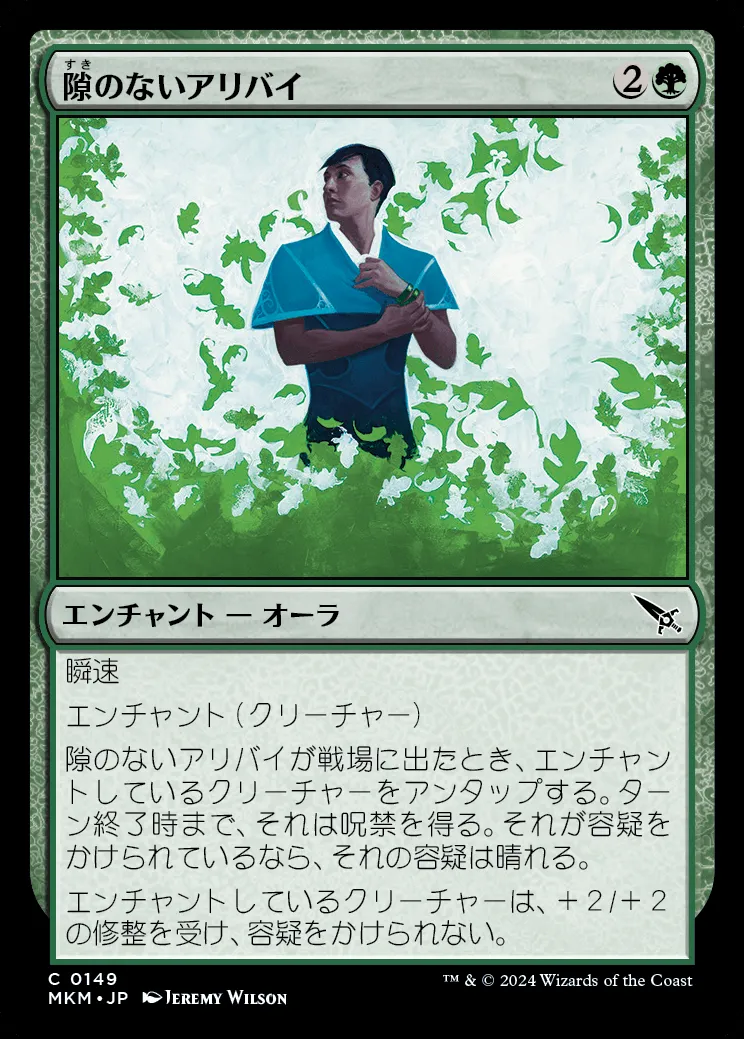 すき
隙のないアリバイ 2
エンチャント — オーラ
瞬速
エンチャント（クリーチャー）
隙のないアリバイが戦場に出たとき、エンチャン
トしているクリーチャーをアンタップする。ター
ン終了時まで、それは呪禁を得る。それが容疑を
かけられているなら、それの容疑は晴れる。
エンチャントしているクリーチャーは、＋２/＋２
の修整を受け、容疑をかけられない。
C 0149
MKM • JP Jeremy Wilson
™ & © 2024 Wizards of the Coast